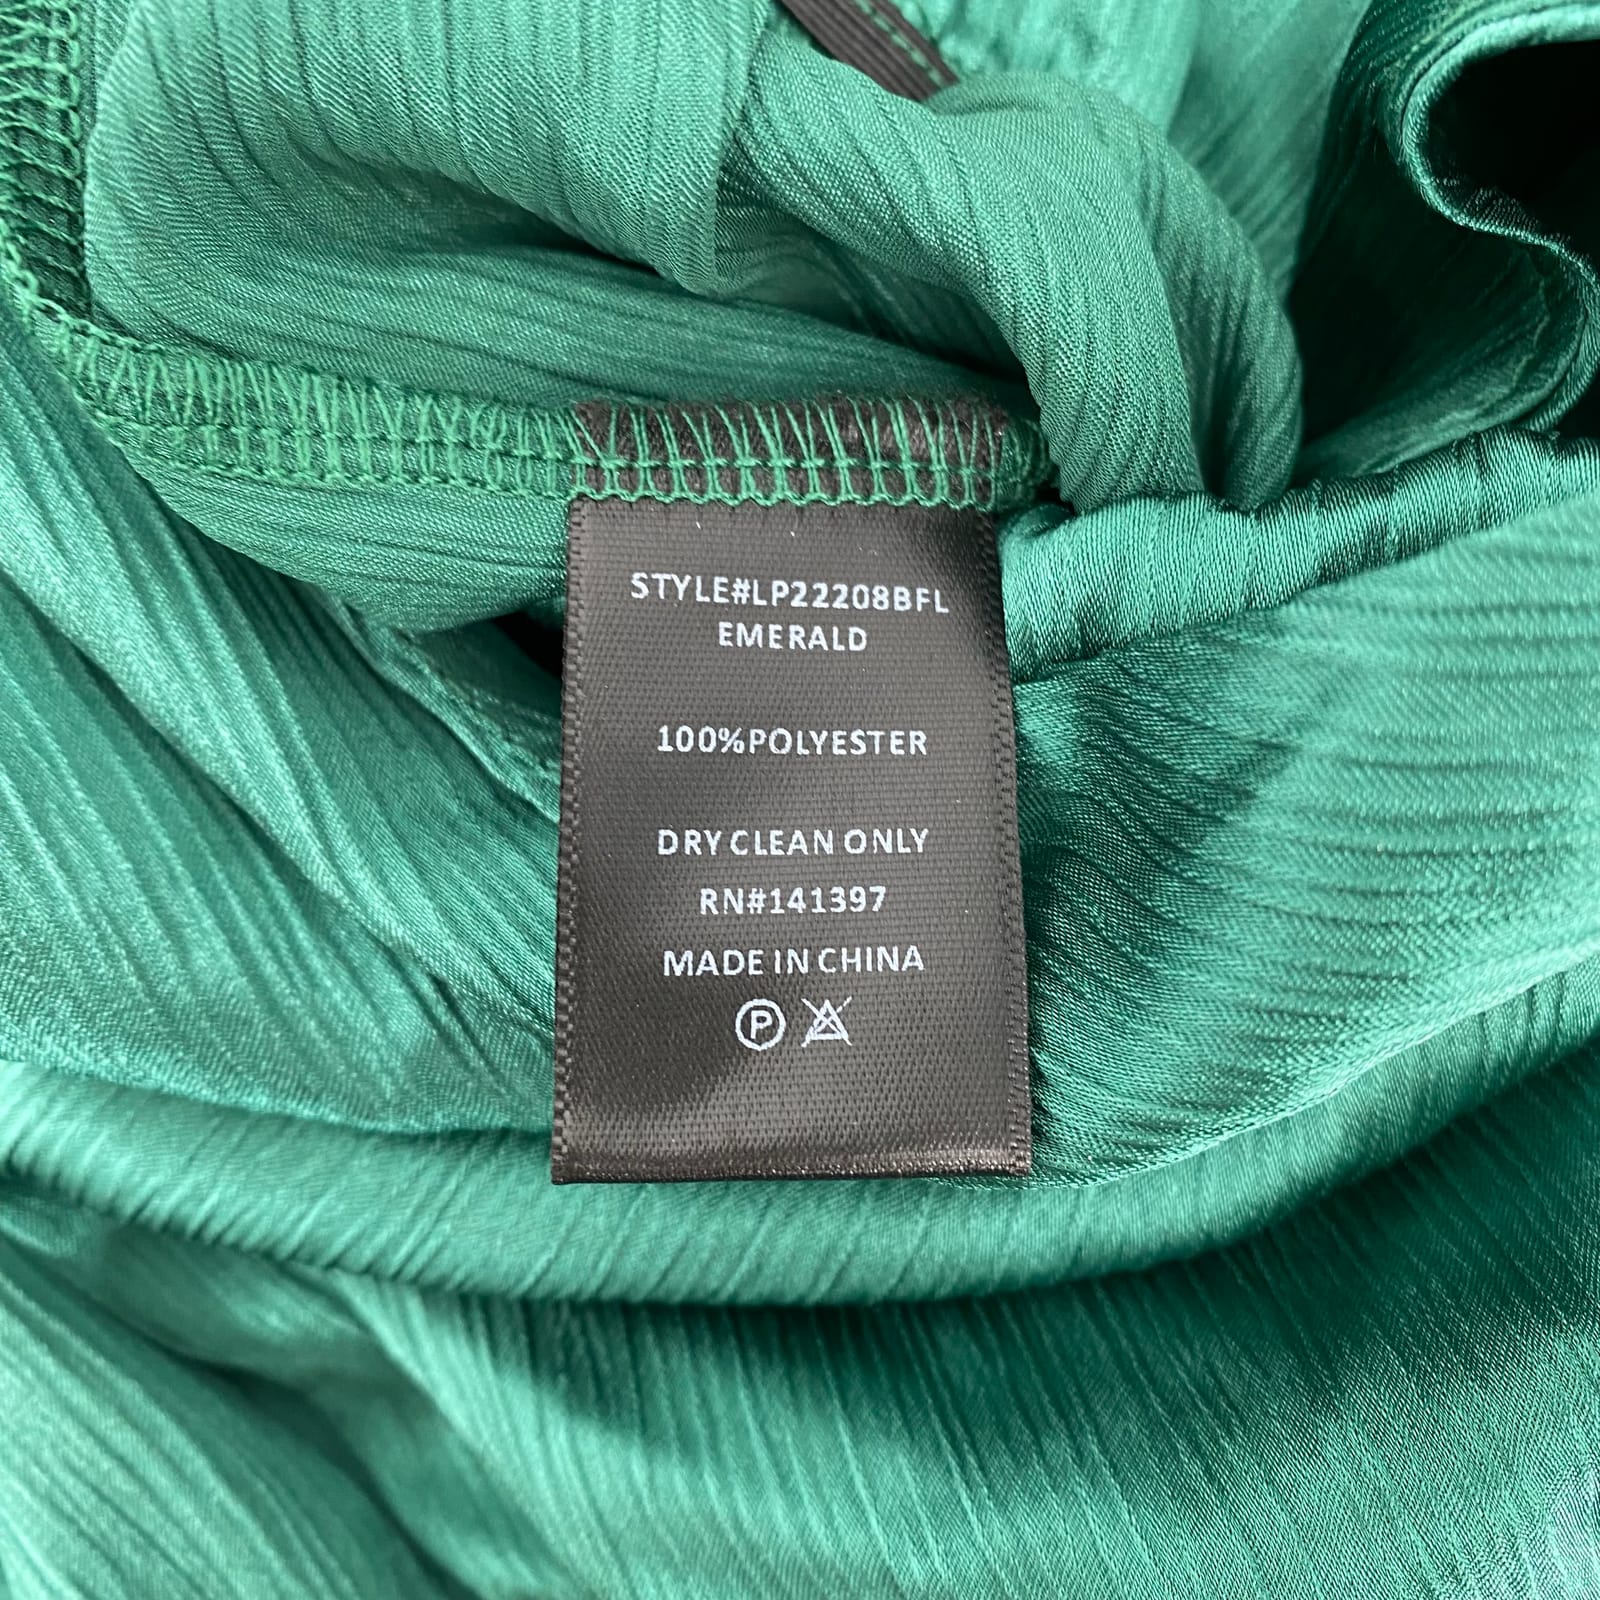 STYLE#LP22208BFL
EMERALD
100%POLYESTER
DRY CLEAN ONLY
RN#141397
MADE IN CHINA
P